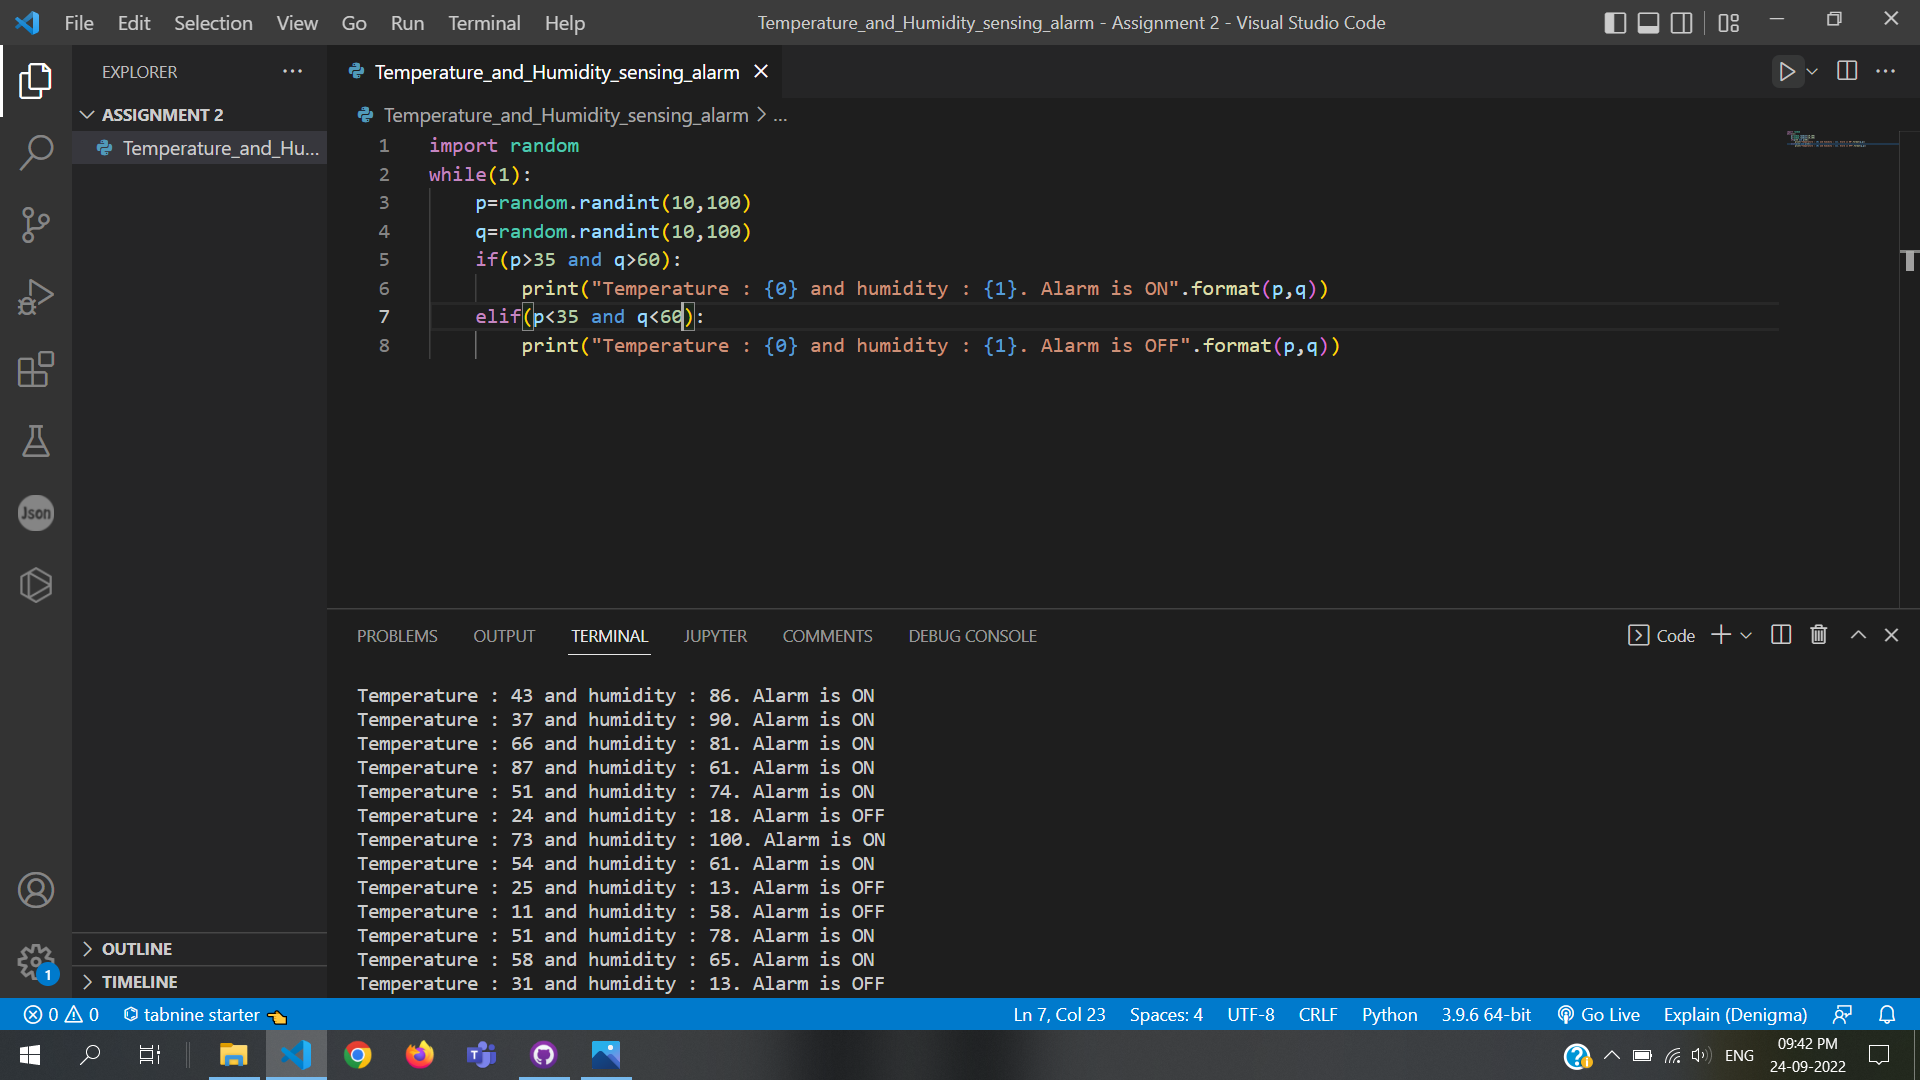 File Edit Selection View Go Run Terminal Help Temperature_and_Humidity_sensing_alarm - Assignment 2 - Visual Studio Code
EXPLORER
ASSIGNMENT 2
Temperature_and_Hu...
Temperature_and_Humidity_sensing_alarm
Temperature_and_Humidity_sensing_alarm > ...
1 import random
2 while(1):
3 p=random.randint(10,100)
4 q=random.randint(10,100)
5 if(p>35 and q>60):
6 print("Temperature : {0} and humidity : {1}. Alarm is ON".format(p,q))
7 elif(p<35 and q<60):
8 print("Temperature : {0} and humidity : {1}. Alarm is OFF".format(p,q))
Json
PROBLEMS OUTPUT TERMINAL JUPYTER COMMENTS DEBUG CONSOLE Code
Temperature : 43 and humidity : 86. Alarm is ON
Temperature : 37 and humidity : 90. Alarm is ON
Temperature : 66 and humidity : 81. Alarm is ON
Temperature : 87 and humidity : 61. Alarm is ON
Temperature : 51 and humidity : 74. Alarm is ON
Temperature : 24 and humidity : 18. Alarm is OFF
Temperature : 73 and humidity : 100. Alarm is ON
Temperature : 54 and humidity : 61. Alarm is ON
Temperature : 25 and humidity : 13. Alarm is OFF
Temperature : 11 and humidity : 58. Alarm is OFF
Temperature : 51 and humidity : 78. Alarm is ON
Temperature : 58 and humidity : 65. Alarm is ON
Temperature : 31 and humidity : 13. Alarm is OFF
OUTLINE
TIMELINE
1
0 0 tabnine starter Ln 7, Col 23 Spaces: 4 UTF-8 CRLF Python 3.9.6 64-bit Go Live Explain (Denigma)
ENG
09:42 PM
24-09-2022